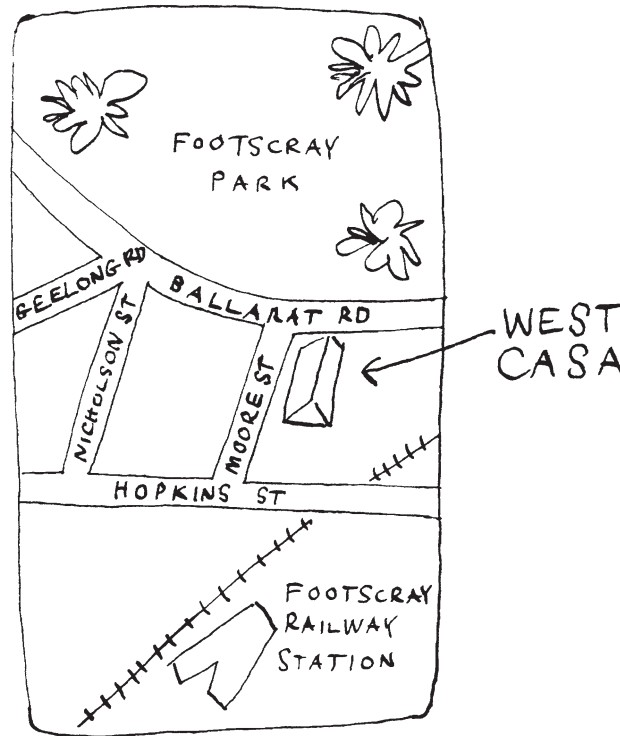 FOOTSCRAY
PARK
GEELONG RD
BALLARAT RD
WEST
CASA
NICHOLSON ST
MOORE ST
HOPKINS ST
FOOTSCRAY
RAILWAY
STATION